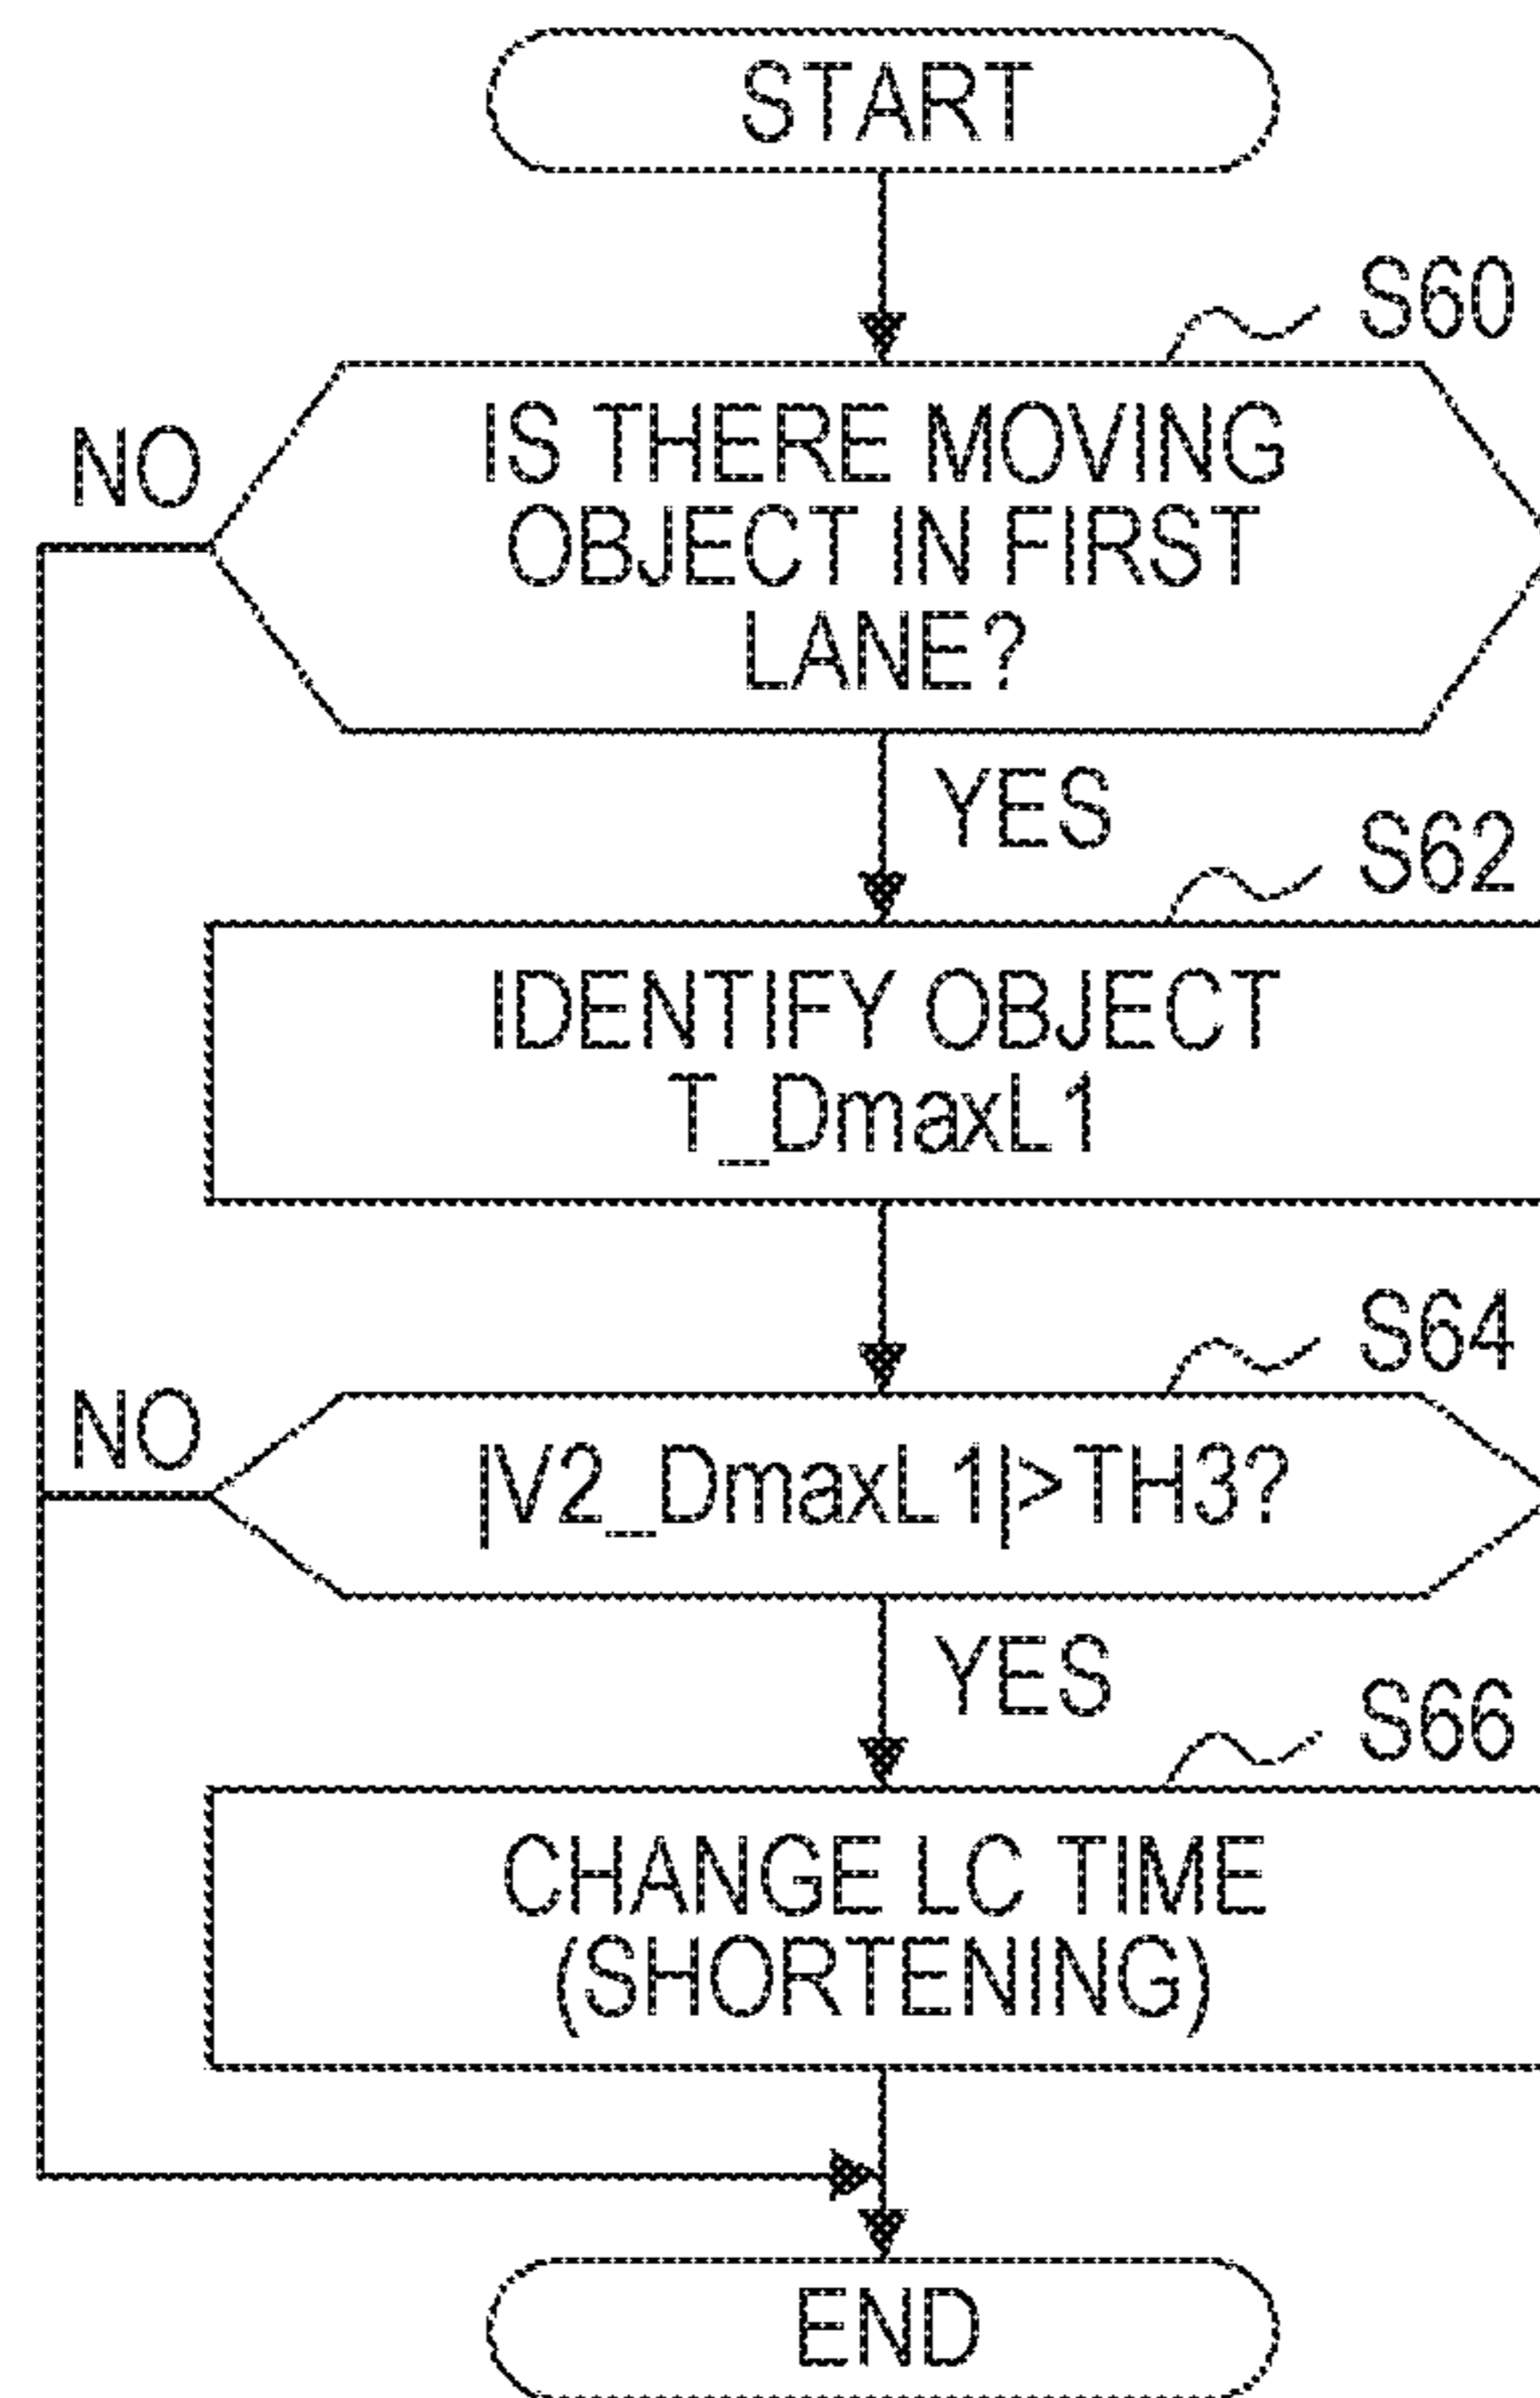 START
S60
NO
IS THERE MOVING
OBJECT IN FIRST
LANE?
YES
S62
IDENTIFY OBJECT
T_DmaxL1
S64
NO
|V2_DmaxL1|>TH3?
YES
S66
CHANGE LC TIME
(SHORTENING)
END